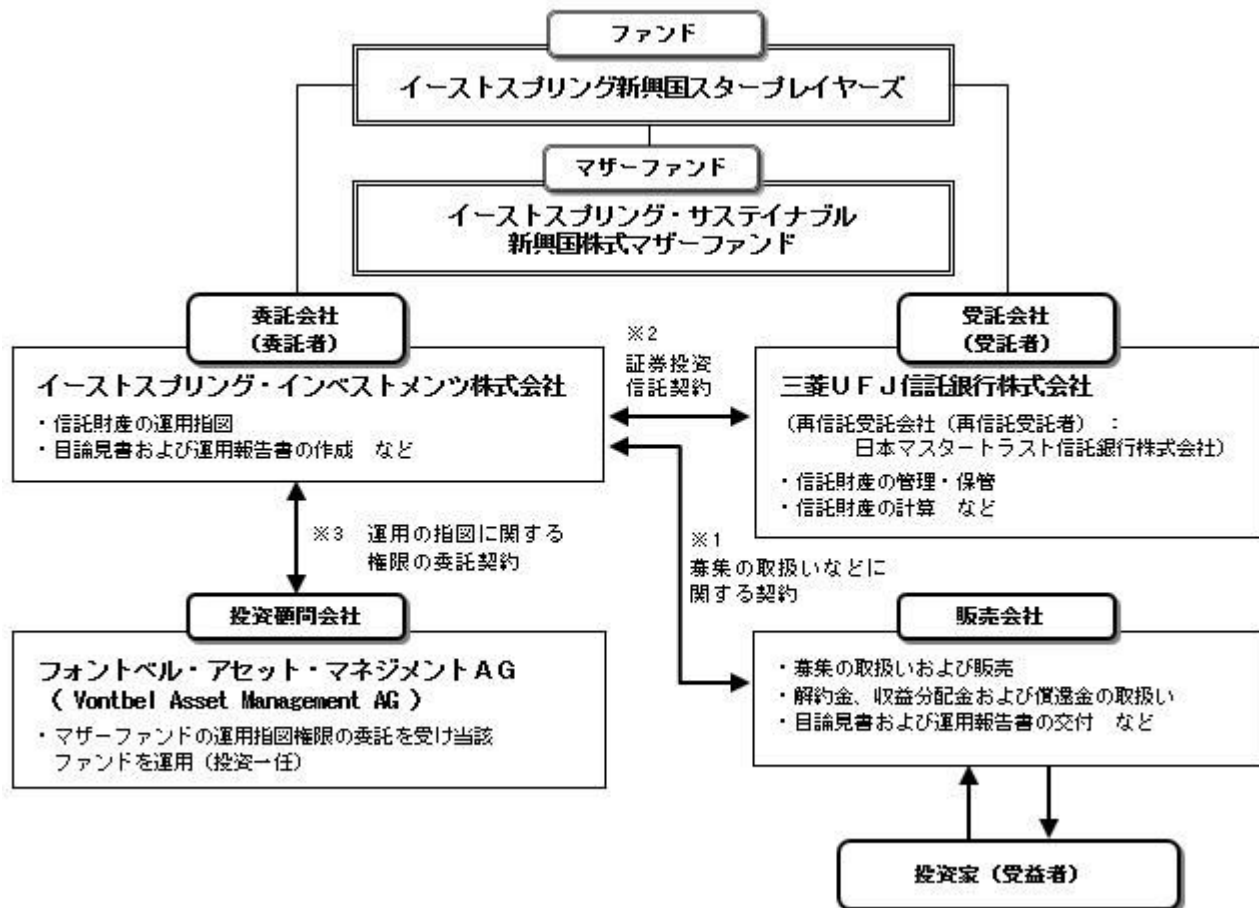 ファンド
イーストスプリング新興国スタープレイヤーズ
マザーファンド
イーストスプリング・サステイナブル
新興国株式マザーファンド
委託会社
(委託者)
イーストスプリング・インベストメンツ株式会社
・信託財産の運用指図
・目論見書および運用報告書の作成 など
※2
証券投資
信託契約
受託会社
(受託者)
三菱UFJ信託銀行株式会社
(再信託受託会社(再信託受託者) :
日本マスタートラスト信託銀行株式会社)
・信託財産の管理・保管
・信託財産の計算 など
※3 運用の指図に関する
権限の委託契約
※1
募集の取扱いなどに
関する契約
投資顧問会社
フォントベル・アセット・マネジメントAG
( Vontbel Asset Management AG )
・マザーファンドの運用指図権限の委託を受け当該
ファンドを運用(投資一任)
販売会社
・募集の取扱いおよび販売
・解約金、収益分配金および償還金の取扱い
・目論見書および運用報告書の交付 など
投資家(受益者)